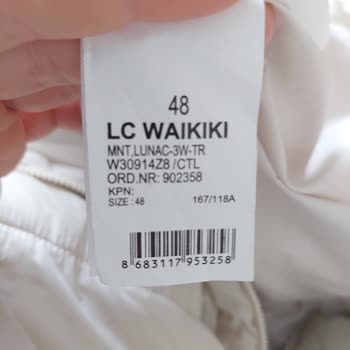 48
LC WAIKIKI
MNT,LUNAC-3W-TR
W30914Z8 /CTL
ORD.NR: 902358
KPN:
SIZE : 48 167/118A
8 683117 953258